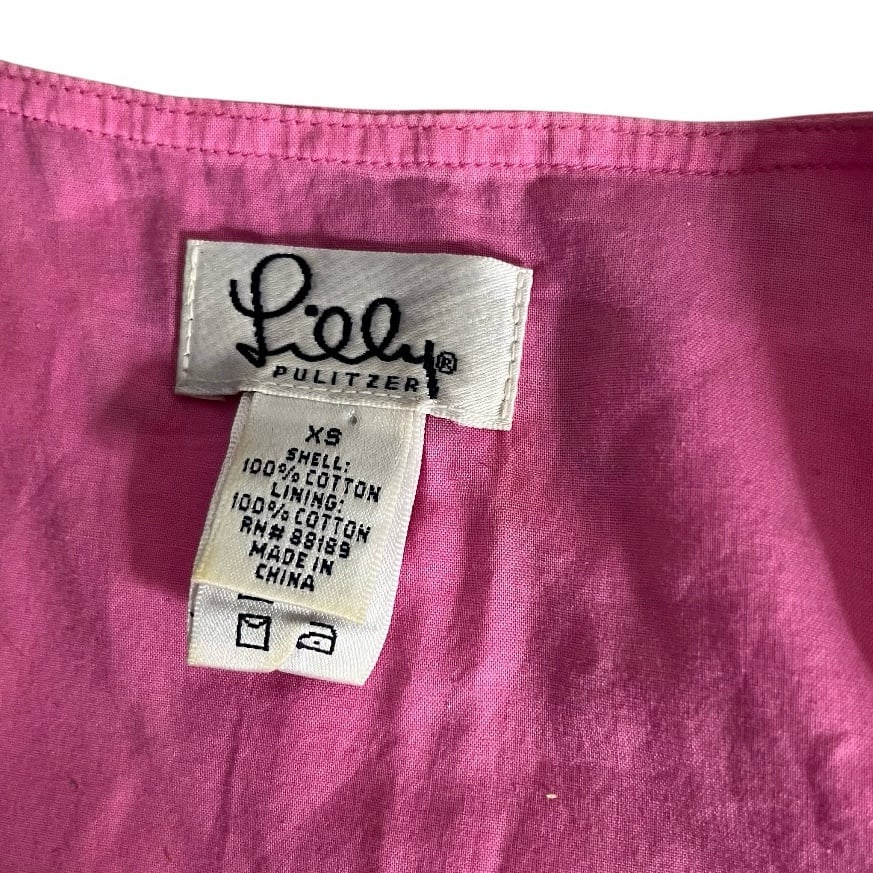 Lilly®
PULITZER
XS
SHELL:
100% COTTON
LINING:
100% COTTON
RN# 88189
MADE IN
CHINA